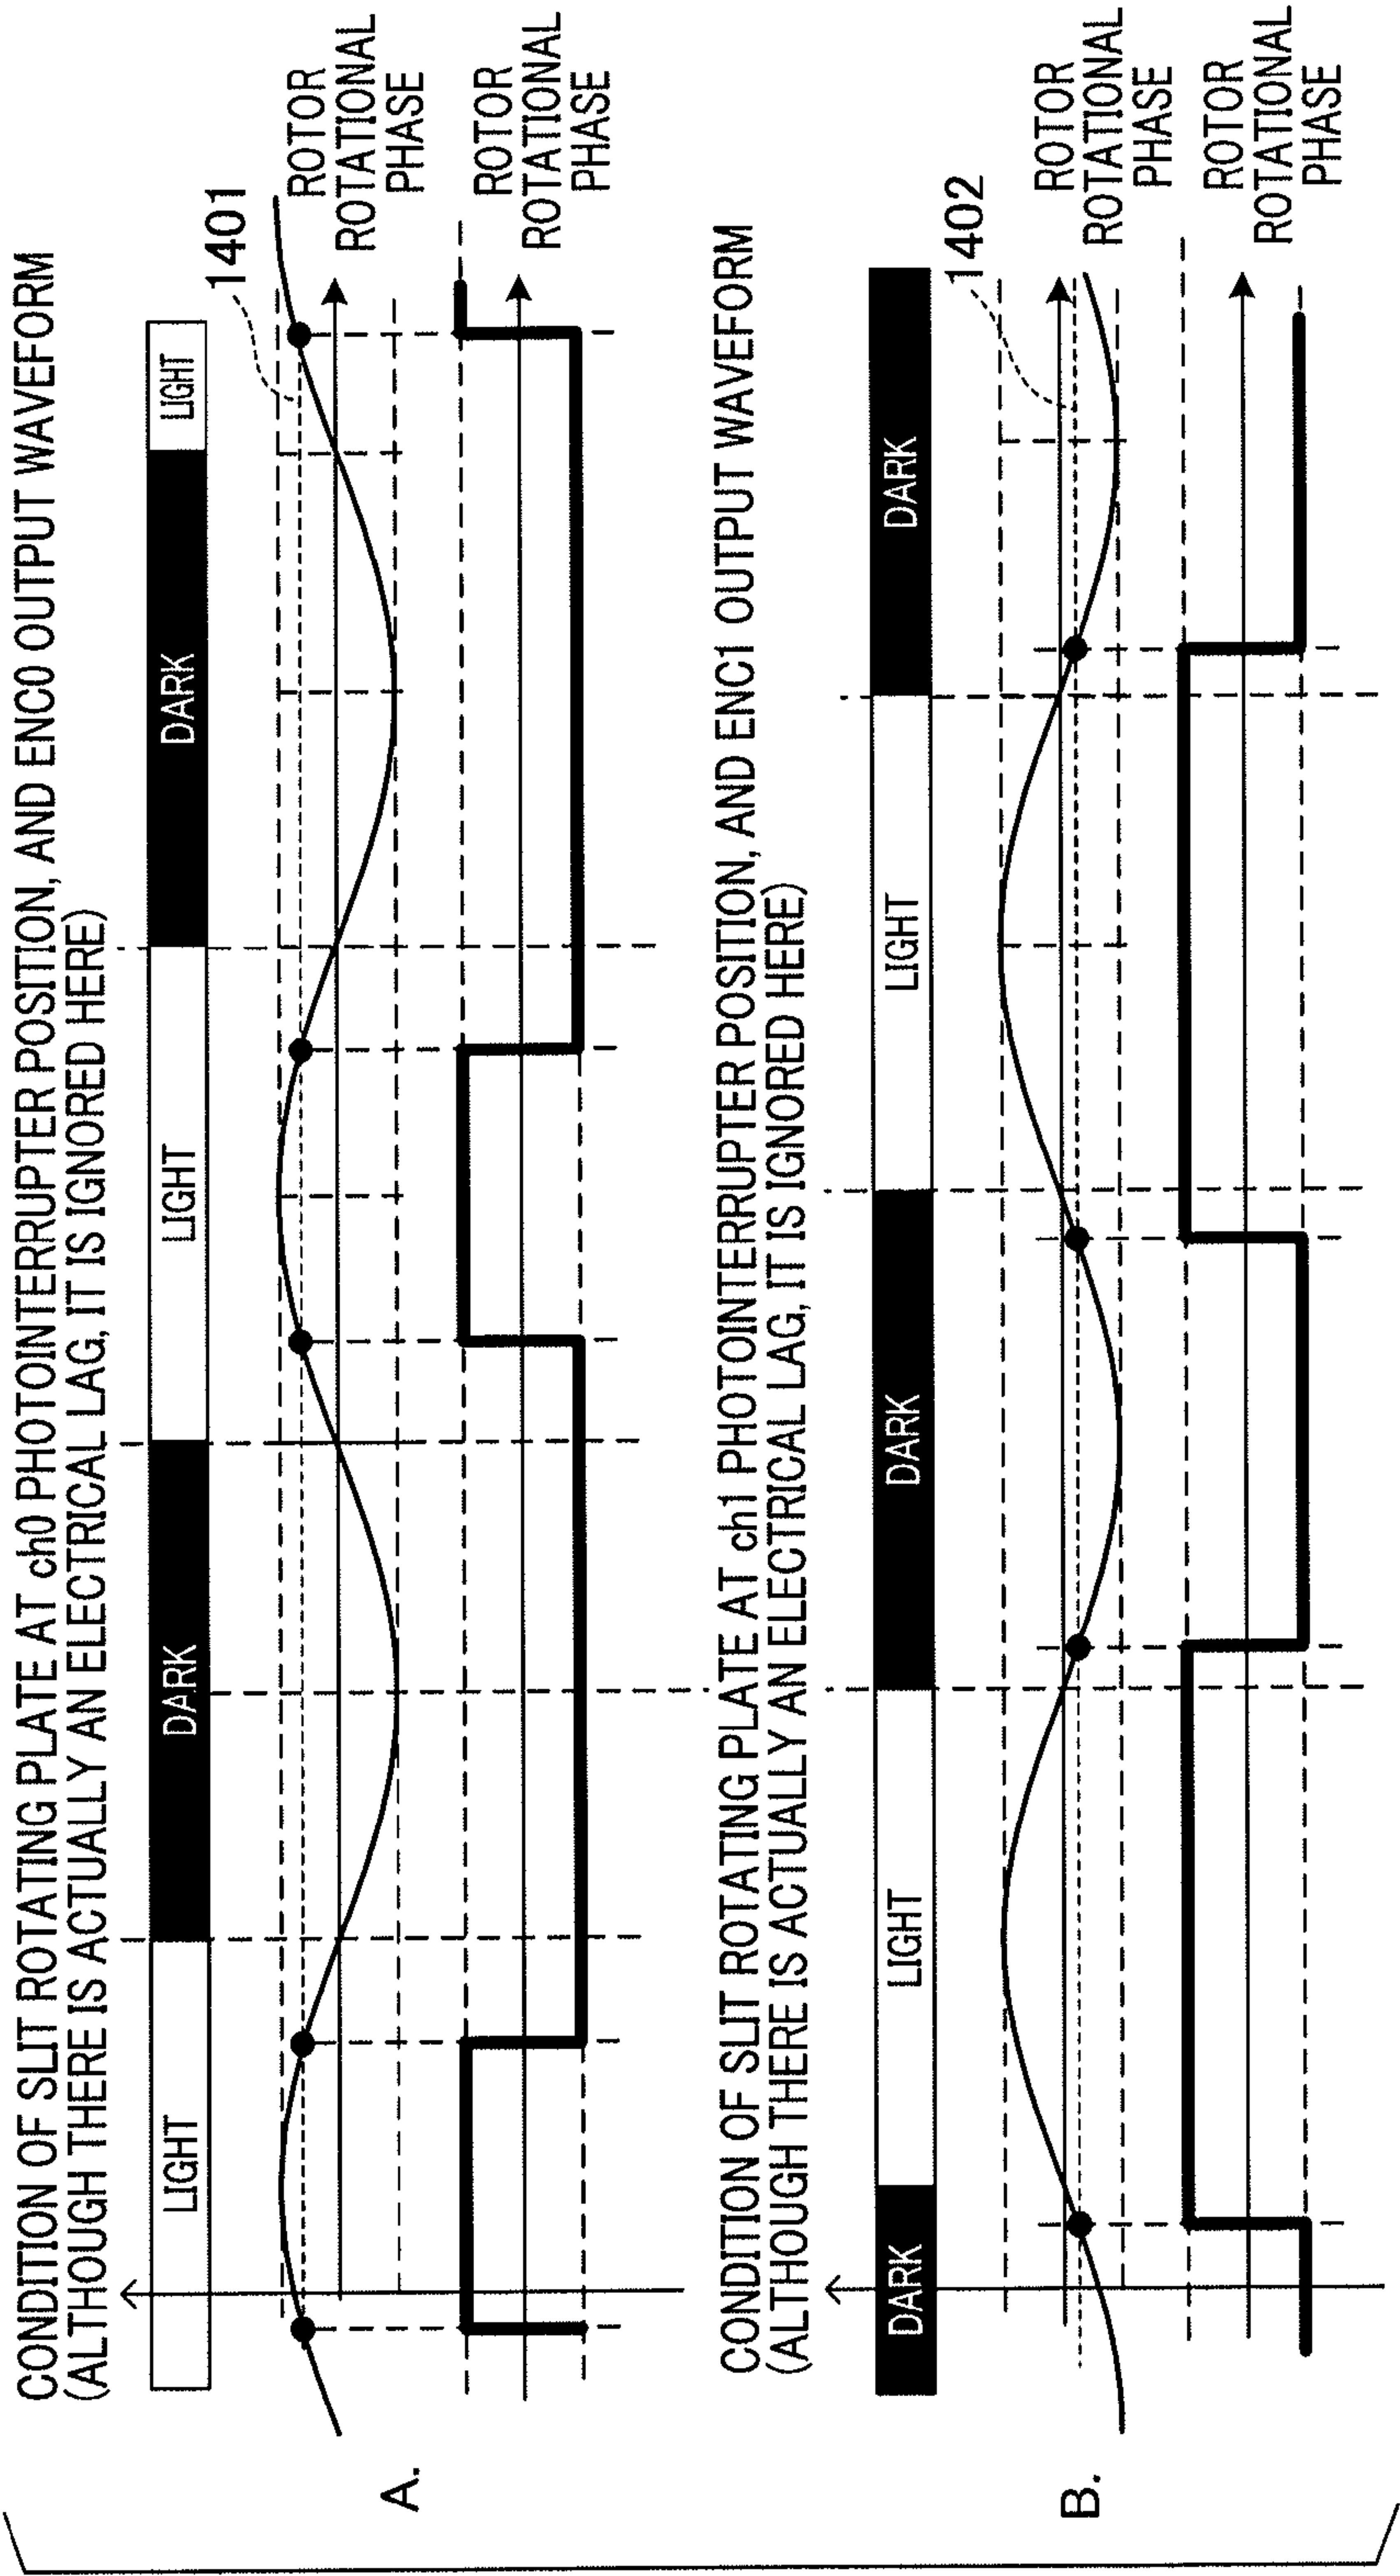 CONDITION OF SLIT ROTATING PLATE AT ch0 PHOTOINTERRUPTER POSITION, AND ENC0 OUTPUT WAVEFORM
(ALTHOUGH THERE IS ACTUALLY AN ELECTRICAL LAG, IT IS IGNORED HERE)
LIGHT
DARK
LIGHT
DARK
LIGHT
1401
ROTOR
ROTATIONAL
PHASE
A.
ROTOR
ROTATIONAL
PHASE
CONDITION OF SLIT ROTATING PLATE AT ch1 PHOTOINTERRUPTER POSITION, AND ENC1 OUTPUT WAVEFORM
(ALTHOUGH THERE IS ACTUALLY AN ELECTRICAL LAG, IT IS IGNORED HERE)
DARK
LIGHT
DARK
LIGHT
DARK
1402
ROTOR
ROTATIONAL
PHASE
B.
ROTOR
ROTATIONAL
PHASE